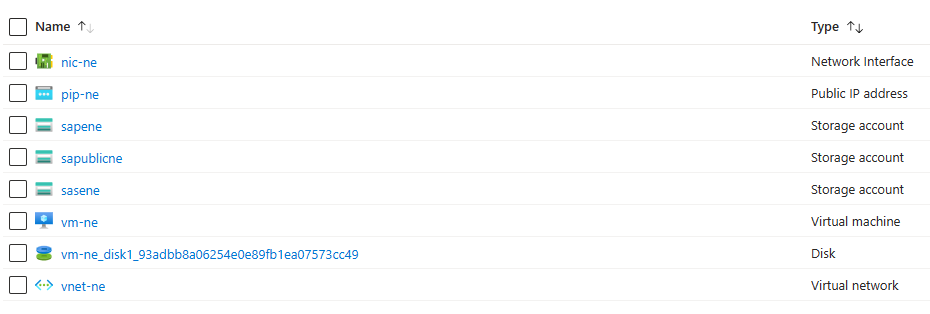 Name ↑↓ Type ↑↓
nic-ne Network Interface
pip-ne Public IP address
sapene Storage account
sapublicne Storage account
sasene Storage account
vm-ne Virtual machine
vm-ne_disk1_93adbb8a06254e0e89fb1ea07573cc49 Disk
vnet-ne Virtual network